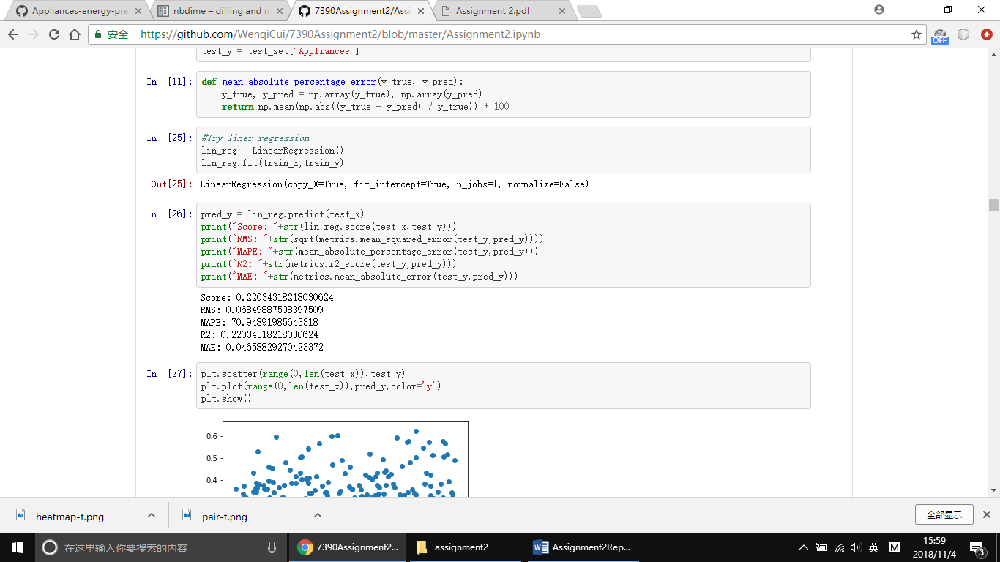 Appliances-energy-pre
nbdime – diffing and n
7390Assignment2/Assi
Assignment 2.pdf
安全
https://github.com/WenqiCui/7390Assignment2/blob/master/Assignment2.ipynb
OFF
test_y = test_set['Appliances']
In [11]:
def mean_absolute_percentage_error(y_true, y_pred):
y_true, y_pred = np.array(y_true), np.array(y_pred)
return np.mean(np.abs((y_true - y_pred) / y_true)) * 100
In [25]:
#Try liner regression
lin_reg = LinearRegression()
lin_reg.fit(train_x,train_y)
Out[25]:
LinearRegression(copy_X=True, fit_intercept=True, n_jobs=1, normalize=False)
In [26]:
pred_y = lin_reg.predict(test_x)
print("Score: "+str(lin_reg.score(test_x,test_y)))
print("RMS: "+str(sqrt(metrics.mean_squared_error(test_y,pred_y))))
print("MAPE: "+str(mean_absolute_percentage_error(test_y,pred_y)))
print("R2: "+str(metrics.r2_score(test_y,pred_y)))
print("MAE: "+str(metrics.mean_absolute_error(test_y,pred_y)))
Score: 0.22034318218030624
RMS: 0.06849887508397509
MAPE: 70.94891985643318
R2: 0.22034318218030624
MAE: 0.04658829270423372
In [27]:
plt.scatter(range(0,len(test_x)),test_y)
plt.plot(range(0,len(test_x)),pred_y,color='y')
plt.show()
0.6
0.5
0.4
heatmap-t.png
pair-t.png
全部显示
在这里输入你要搜索的内容
7390Assignment2...
assignment2
Assignment2Rep...
英
M
15:59
2018/11/4
3